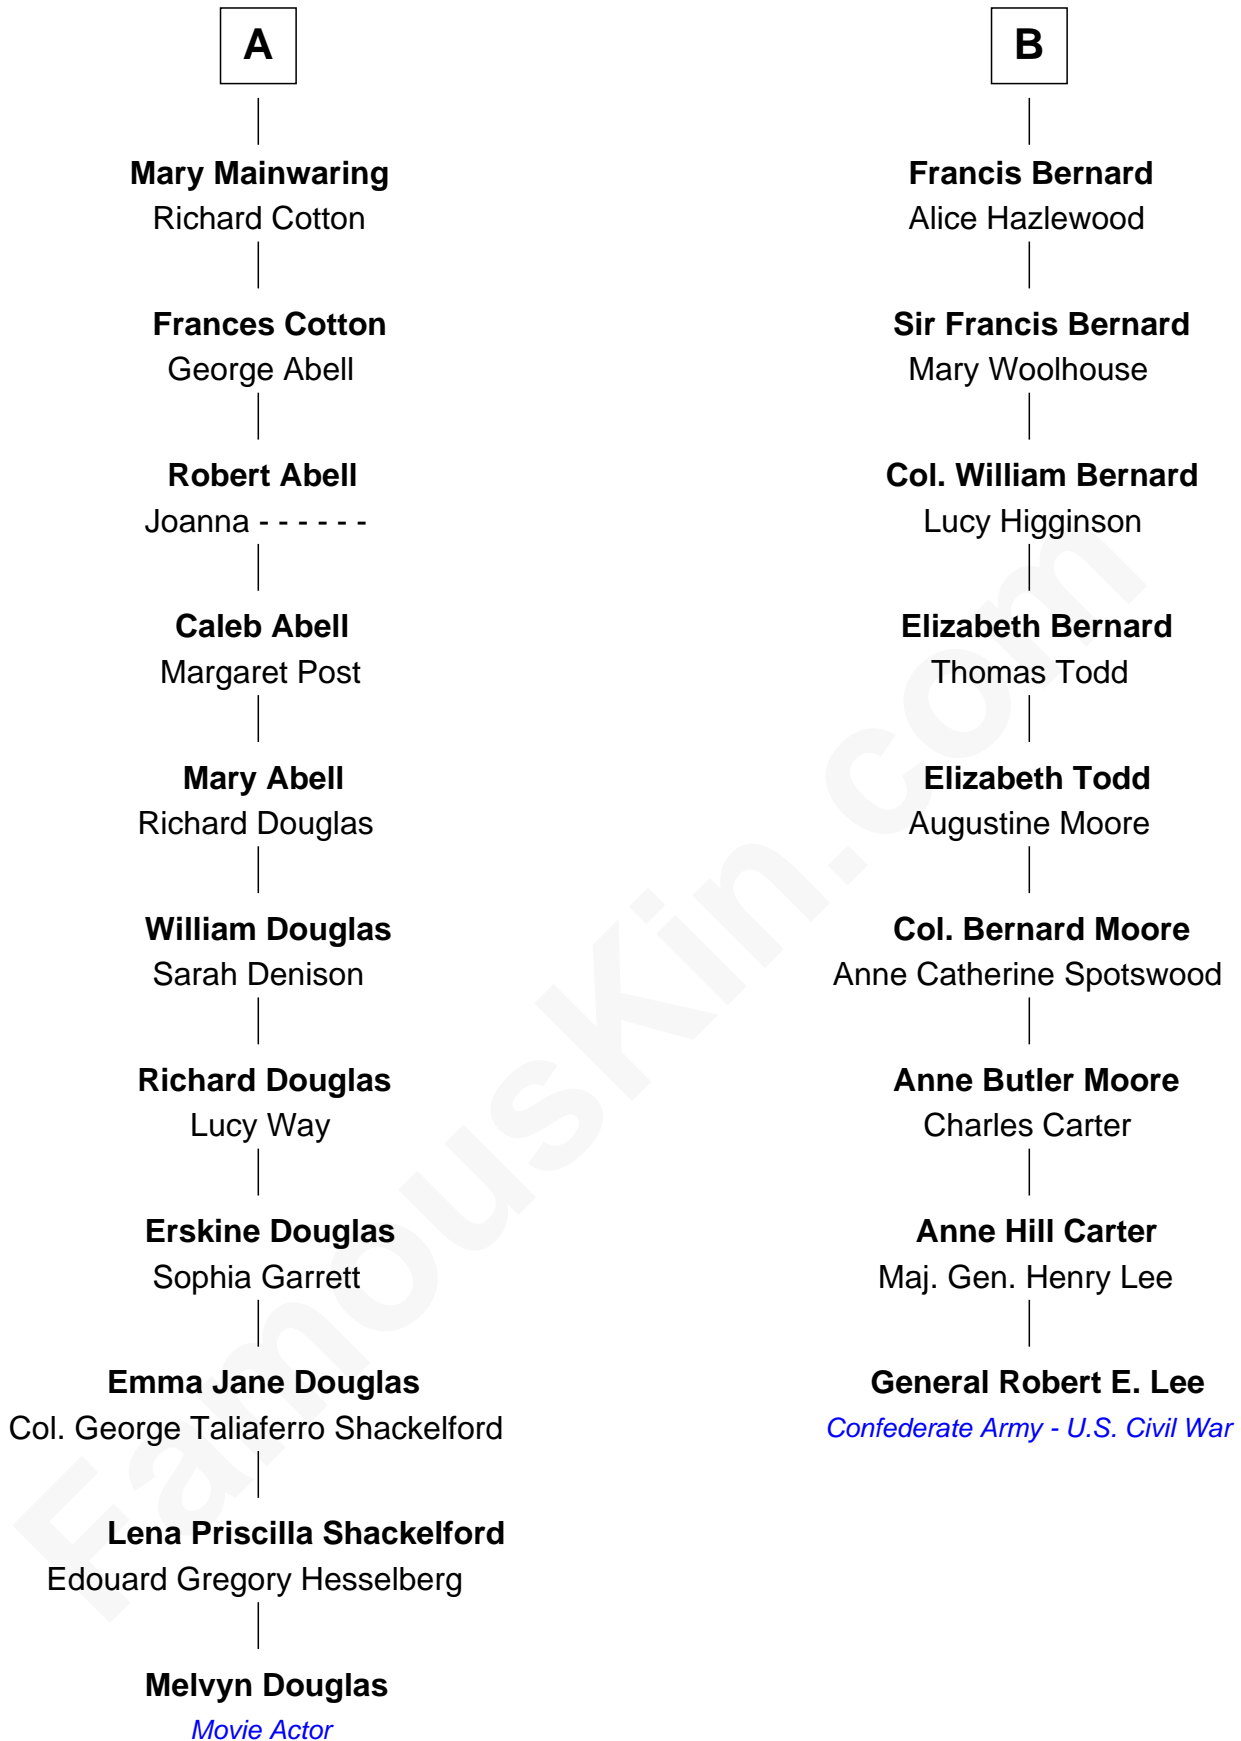 A
Mary Mainwaring
Richard Cotton
Frances Cotton
George Abell
Robert Abell
Joanna - - - - - -
Caleb Abell
Margaret Post
Mary Abell
Richard Douglas
William Douglas
Sarah Denison
Richard Douglas
Lucy Way
Erskine Douglas
Sophia Garrett
Emma Jane Douglas
Col. George Taliaferro Shackelford
Lena Priscilla Shackelford
Edouard Gregory Hesselberg
Melvyn Douglas
Movie Actor
B
Francis Bernard
Alice Hazlewood
Sir Francis Bernard
Mary Woolhouse
Col. William Bernard
Lucy Higginson
Elizabeth Bernard
Thomas Todd
Elizabeth Todd
Augustine Moore
Col. Bernard Moore
Anne Catherine Spotswood
Anne Butler Moore
Charles Carter
Anne Hill Carter
Maj. Gen. Henry Lee
General Robert E. Lee
Confederate Army - U.S. Civil War
FamousKin.com